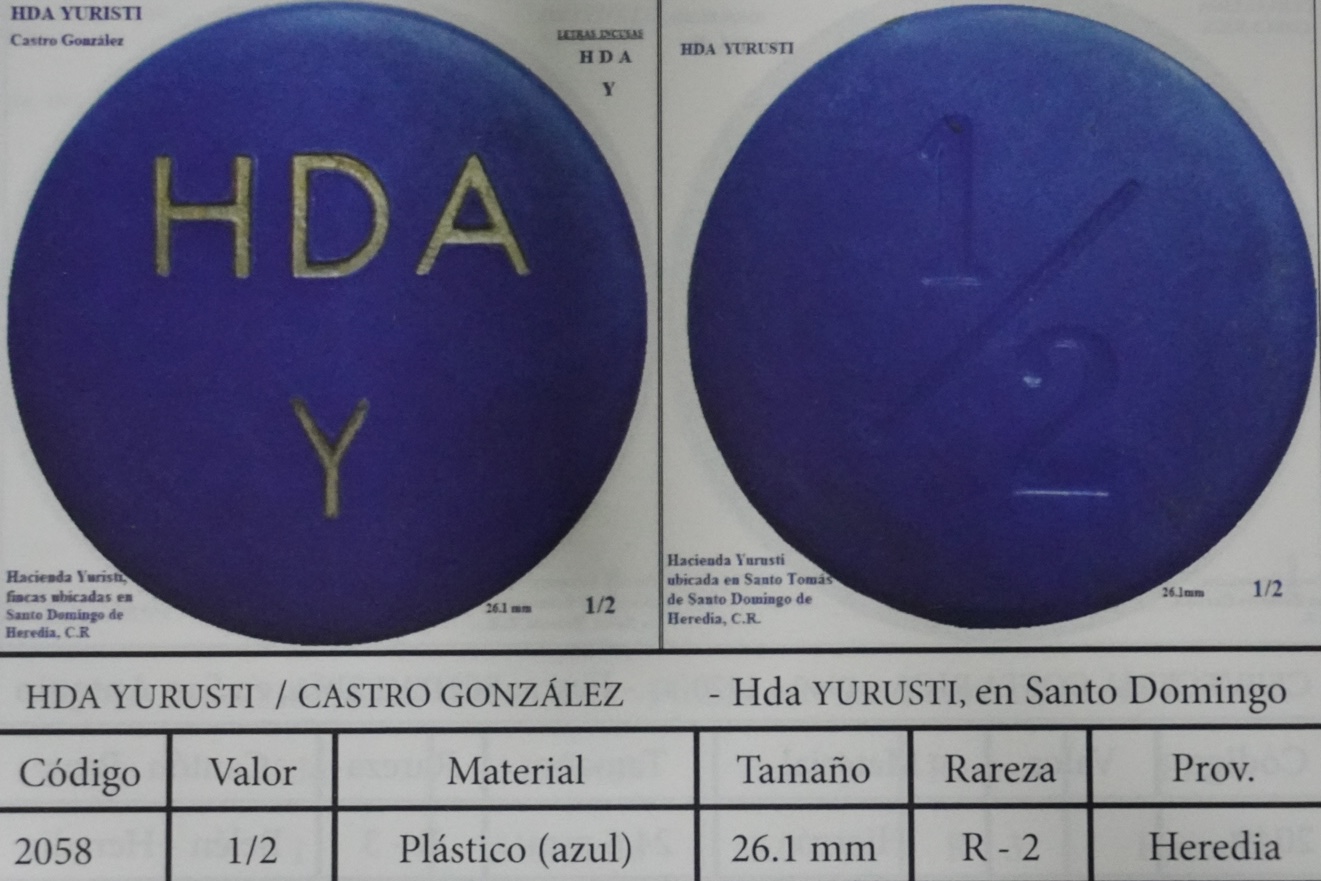 HDA YURISTI
Castro González
LETRAS INCUSAS
H D A
Y
HDA
Y
Hacienda Yuristi,
fincas ubicadas en
Santo Domingo de
Heredia, C.R
26.1 mm
1/2
HDA YURUSTI
1/2
Hacienda Yurusti
ubicada en Santo Tomás
de Santo Domingo de
Heredia, C.R.
26.1mm
1/2
HDA YURUSTI / CASTRO GONZÁLEZ
Hda YURUSTI, en Santo Domingo
Código Valor Material Tamaño Rareza Prov.
2058 1/2 Plástico (azul) 26.1 mm R - 2 Heredia